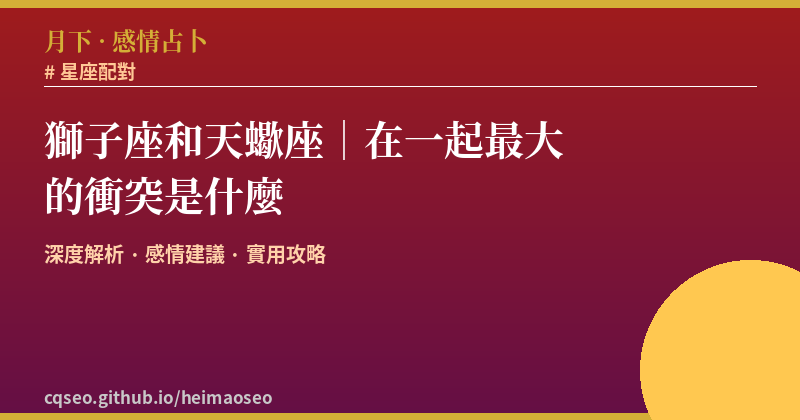 月下 · 感情占卜
# 星座配對
獅子座和天蠍座｜在一起最大
的衝突是什麼
深度解析 · 感情建議 · 實用攻略
cqseo.github.io/heimaoseo